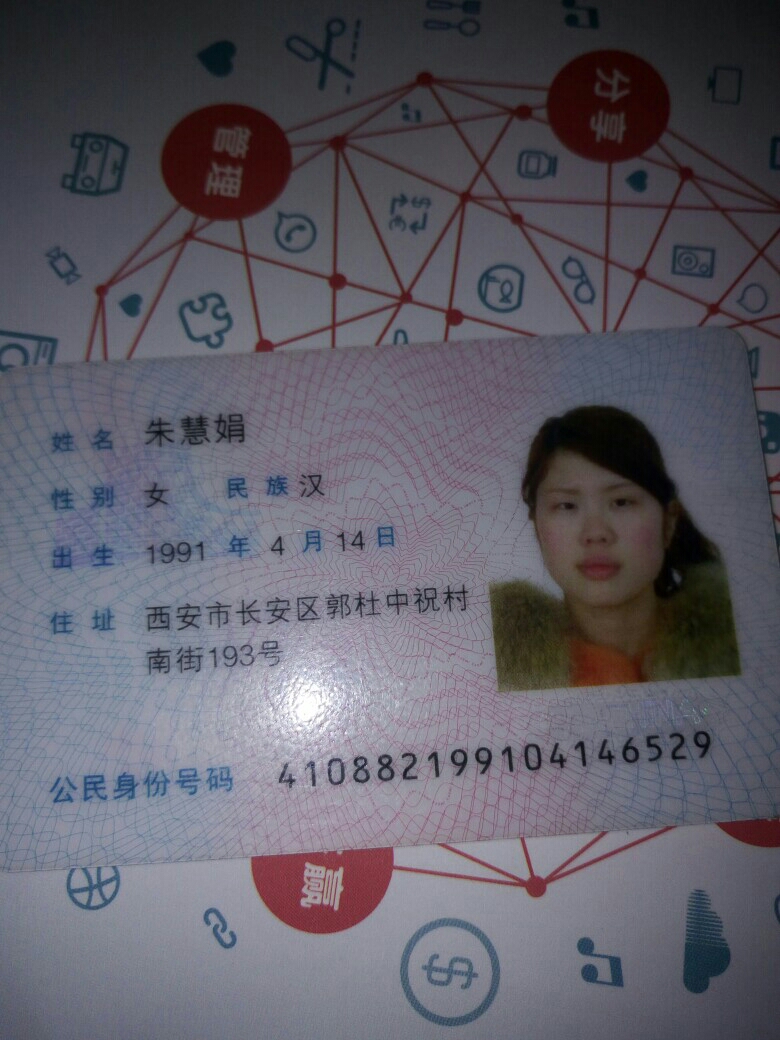 分享
管理
姓名 朱慧娟
性别 女 民族 汉
出生 1991 年 4 月 14 日
住址 西安市长安区郭杜中祝村
南街193号
公民身份号码 410882199104146529
赢